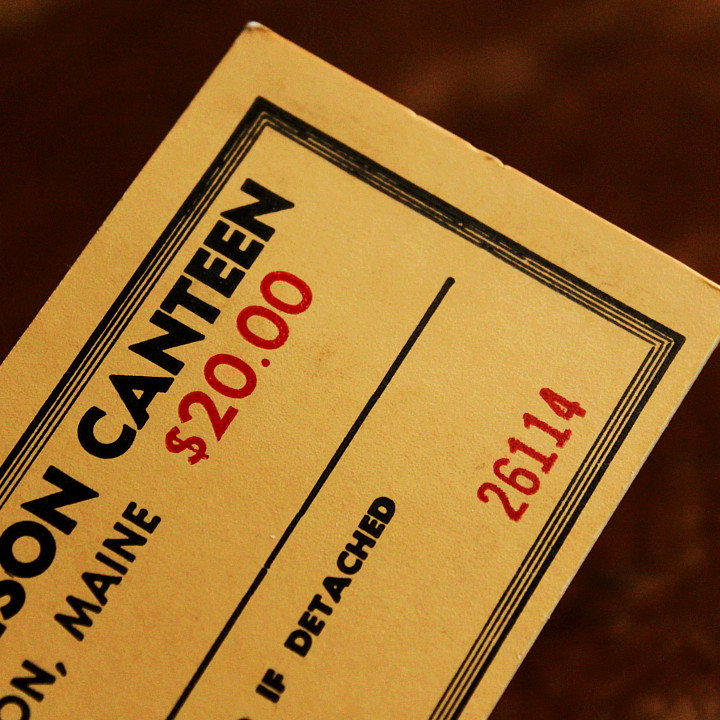 SON CANTEEN
$20.00
ON, MAINE
IF DETACHED
26114